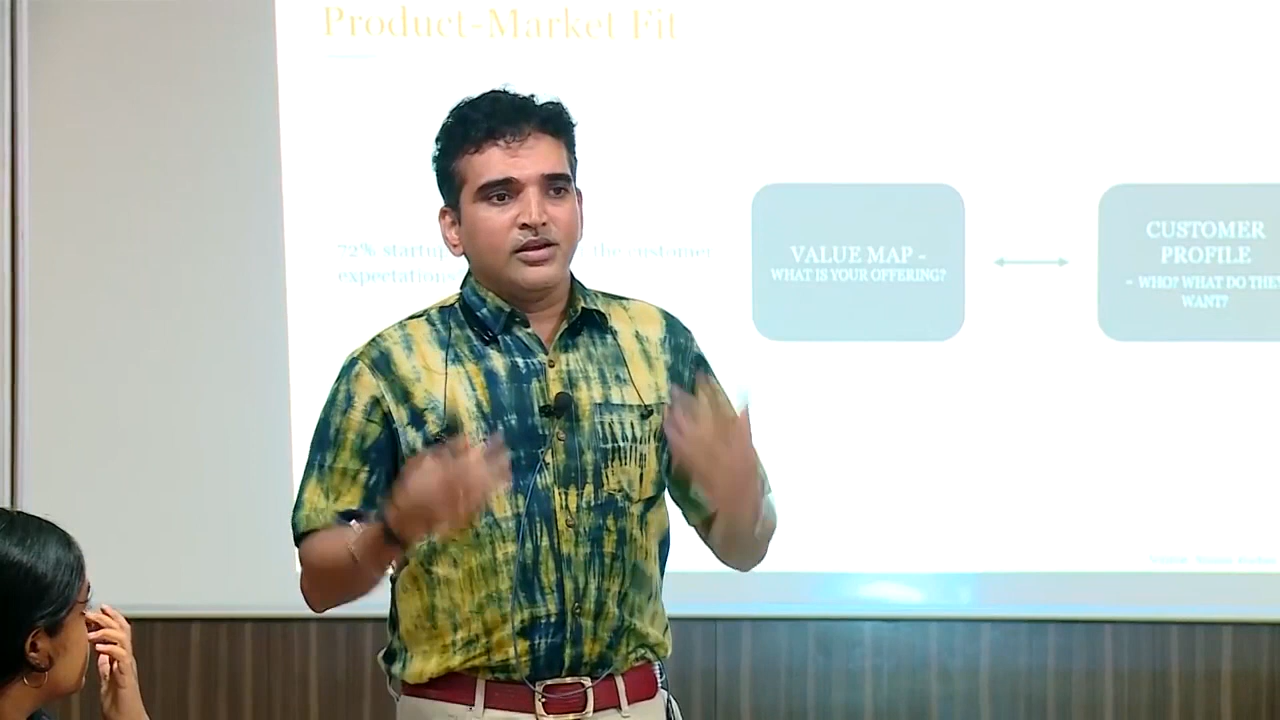 Product-Market Fit
72% startup the customer
expectations
VALUE MAP -
WHAT IS YOUR OFFERING?
CUSTOMER
PROFILE
- WHO? WHAT DO THEY
WANT?